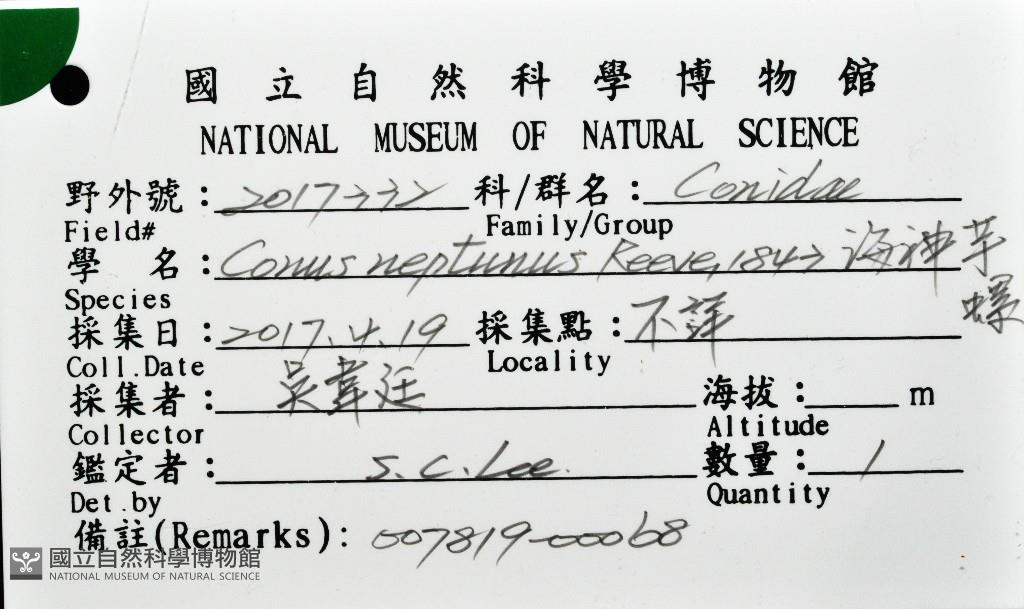 國立自然科學博物館
NATIONAL MUSEUM OF NATURAL SCIENCE
野外號: 科/群名: Conidae
Field# Family/Group
學 名: Conus neptunus Reeve, 1843 海神芋螺
Species
採集日: 2017.4.19 採集點: 不詳
Coll.Date Locality
採集者: 吳韋廷 海拔: m
Collector Altitude
鑑定者: S.C. Lee. 數量: 1
Det.by Quantity
備註(Remarks): 007819-00068
國立自然科學博物館
NATIONAL MUSEUM OF NATURAL SCIENCE